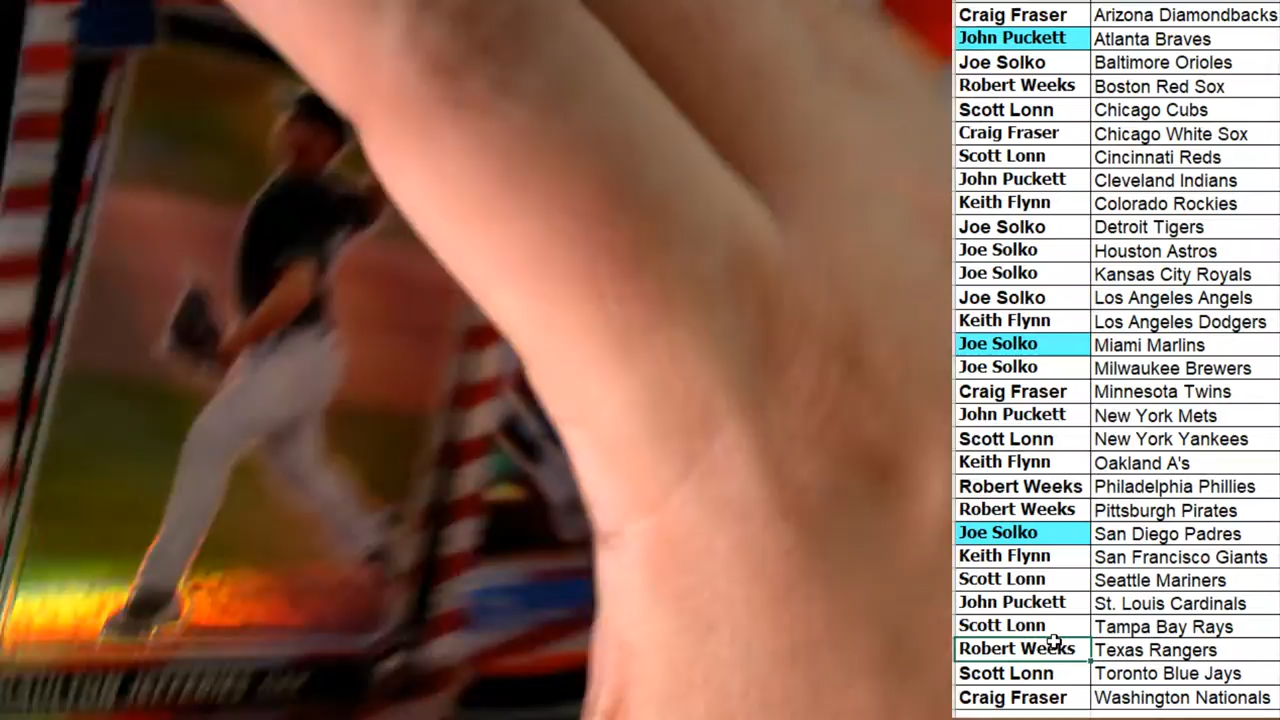 Craig Fraser Arizona Diamondbacks
John Puckett Atlanta Braves
Joe Solko Baltimore Orioles
Robert Weeks Boston Red Sox
Scott Lonn Chicago Cubs
Craig Fraser Chicago White Sox
Scott Lonn Cincinnati Reds
John Puckett Cleveland Indians
Keith Flynn Colorado Rockies
Joe Solko Detroit Tigers
Joe Solko Houston Astros
Joe Solko Kansas City Royals
Joe Solko Los Angeles Angels
Keith Flynn Los Angeles Dodgers
Joe Solko Miami Marlins
Joe Solko Milwaukee Brewers
Craig Fraser Minnesota Twins
John Puckett New York Mets
Scott Lonn New York Yankees
Keith Flynn Oakland A's
Robert Weeks Philadelphia Phillies
Robert Weeks Pittsburgh Pirates
Joe Solko San Diego Padres
Keith Flynn San Francisco Giants
Scott Lonn Seattle Mariners
John Puckett St. Louis Cardinals
Scott Lonn Tampa Bay Rays
Robert Weeks Texas Rangers
Scott Lonn Toronto Blue Jays
Craig Fraser Washington Nationals